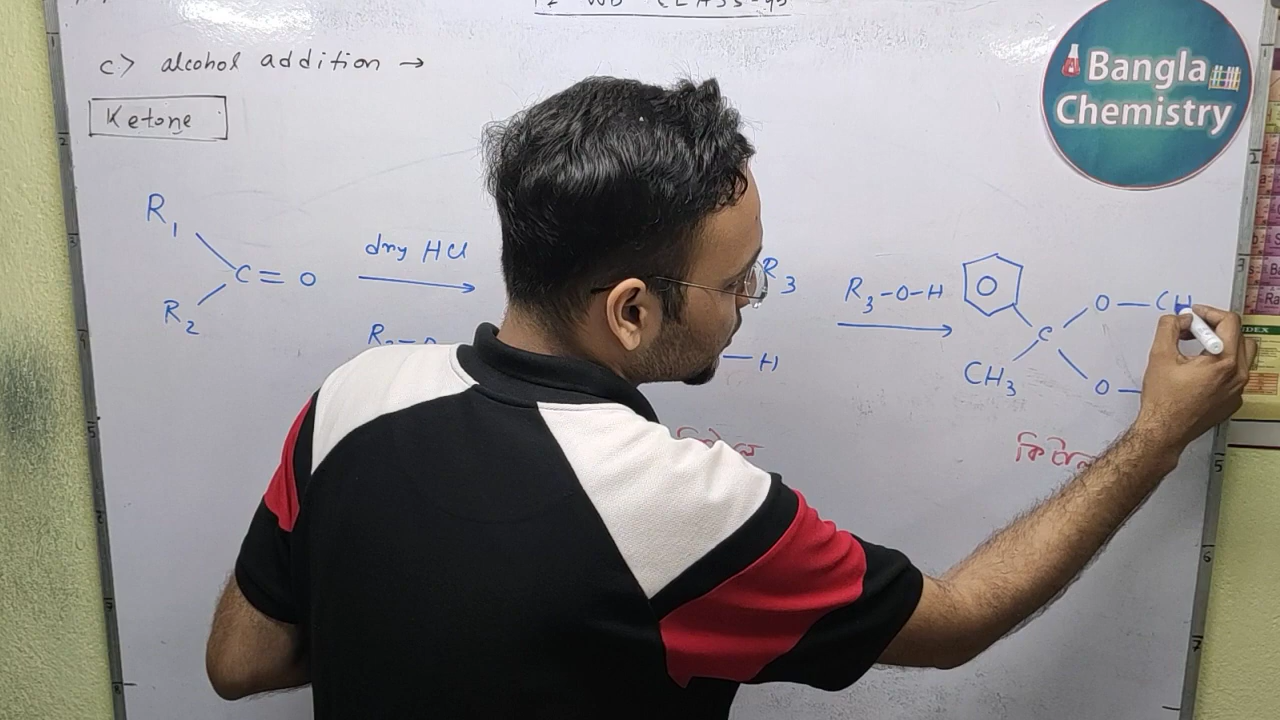 c> alcohol addition →
Ketone
R1
R2
C = O
dry HCl
R3
H
R3-O-H
CH3
C
O — CH
O —
কিটাল
Bangla
Chemistry